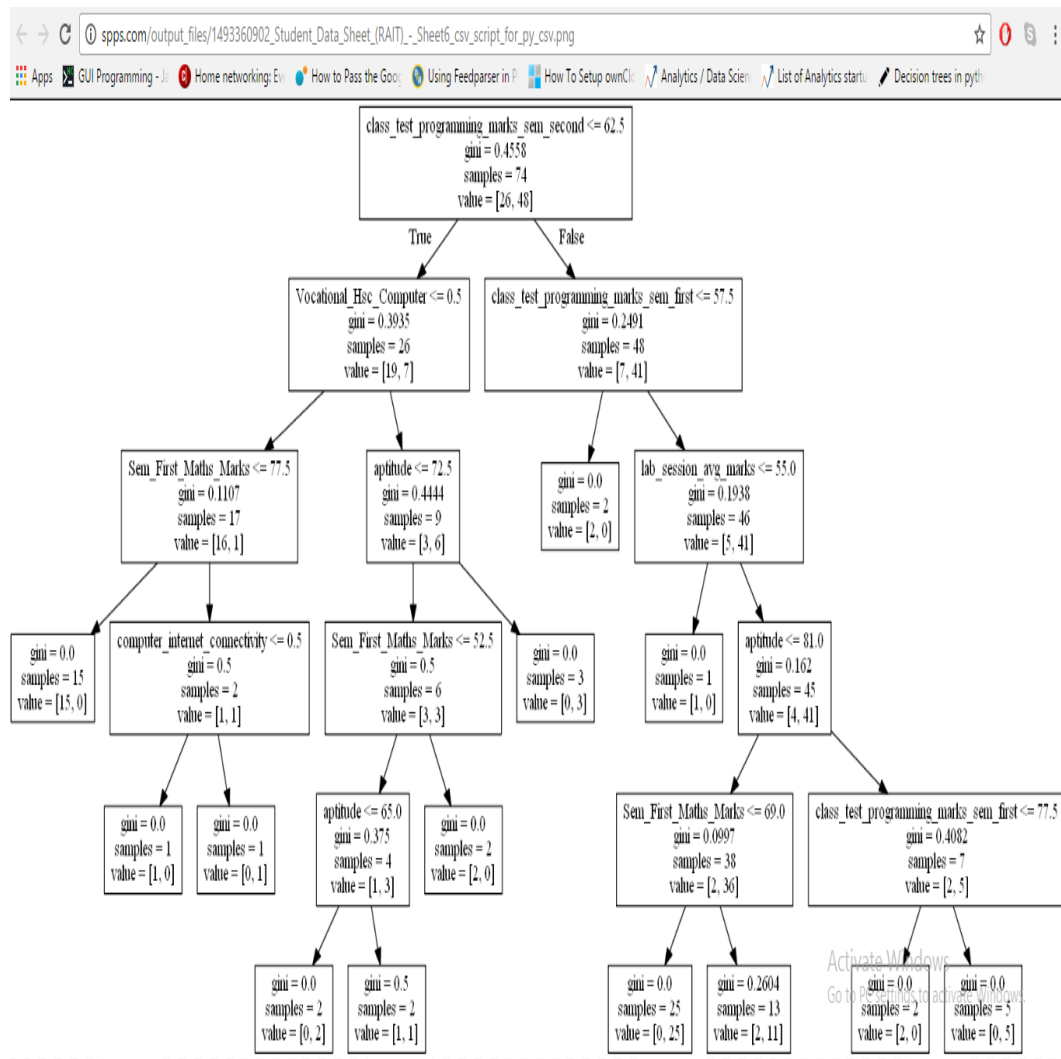 spps.com/output_files/1493360902_Student_Data_Sheet_(RAIT)_-_Sheet6_csv_script_for_py_csv.png
Apps GUI Programming - Ja Home networking: Eve How to Pass the Goog Using Feedparser in P How To Setup ownClo Analytics / Data Scien List of Analytics startu Decision trees in pyth
class_test_programming_marks_sem_second <= 62.5
gini = 0.4558
samples = 74
value = [26, 48]
True
False
Vocational_Hsc_Computer <= 0.5
gini = 0.3935
samples = 26
value = [19, 7]
class_test_programming_marks_sem_first <= 57.5
gini = 0.2491
samples = 48
value = [7, 41]
Sem_First_Maths_Marks <= 77.5
gini = 0.1107
samples = 17
value = [16, 1]
aptitude <= 72.5
gini = 0.4444
samples = 9
value = [3, 6]
gini = 0.0
samples = 2
value = [2, 0]
lab_session_avg_marks <= 55.0
gini = 0.1938
samples = 46
value = [5, 41]
gini = 0.0
samples = 15
value = [15, 0]
computer_internet_connectivity <= 0.5
gini = 0.5
samples = 2
value = [1, 1]
Sem_First_Maths_Marks <= 52.5
gini = 0.5
samples = 6
value = [3, 3]
gini = 0.0
samples = 3
value = [0, 3]
gini = 0.0
samples = 1
value = [1, 0]
aptitude <= 81.0
gini = 0.162
samples = 45
value = [4, 41]
gini = 0.0
samples = 1
value = [1, 0]
gini = 0.0
samples = 1
value = [0, 1]
aptitude <= 65.0
gini = 0.375
samples = 4
value = [1, 3]
gini = 0.0
samples = 2
value = [2, 0]
Sem_First_Maths_Marks <= 69.0
gini = 0.0997
samples = 38
value = [2, 36]
class_test_programming_marks_sem_first <= 77.5
gini = 0.4082
samples = 7
value = [2, 5]
gini = 0.0
samples = 2
value = [0, 2]
gini = 0.5
samples = 2
value = [1, 1]
gini = 0.0
samples = 25
value = [0, 25]
gini = 0.2604
samples = 13
value = [2, 11]
gini = 0.0
samples = 2
value = [2, 0]
gini = 0.0
samples = 5
value = [0, 5]
Activate Windows
Go to PC settings to activate Windows.